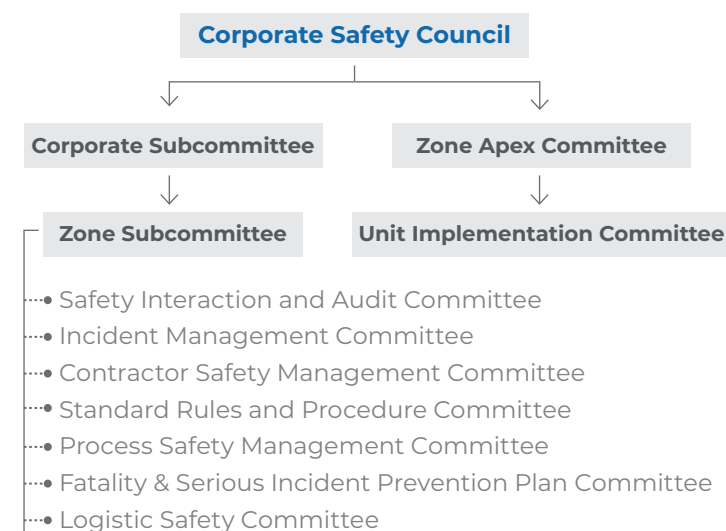 Corporate Safety Council
Corporate Subcommittee
Zone Apex Committee
Zone Subcommittee
Unit Implementation Committee
Safety Interaction and Audit Committee
Incident Management Committee
Contractor Safety Management Committee
Standard Rules and Procedure Committee
Process Safety Management Committee
Fatality & Serious Incident Prevention Plan Committee
Logistic Safety Committee